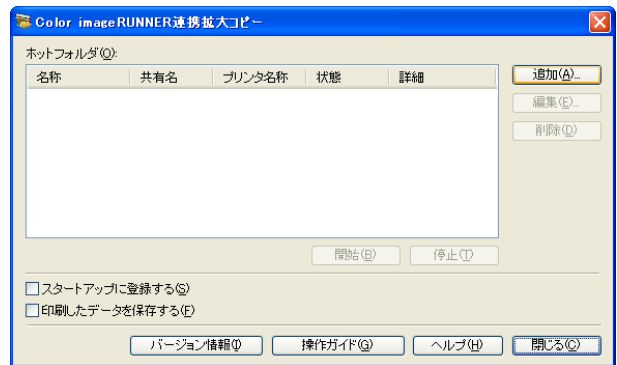 Color imageRUNNER連携拡大コピー
ホットフォルダ(O):
名称 共有名 プリンタ名称 状態 詳細
追加(A)...
編集(E)...
削除(D)
開始(B) 停止(T)
スタートアップに登録する(S)
印刷したデータを保存する(F)
バージョン情報(I) 操作ガイド(G) ヘルプ(H) 閉じる(C)